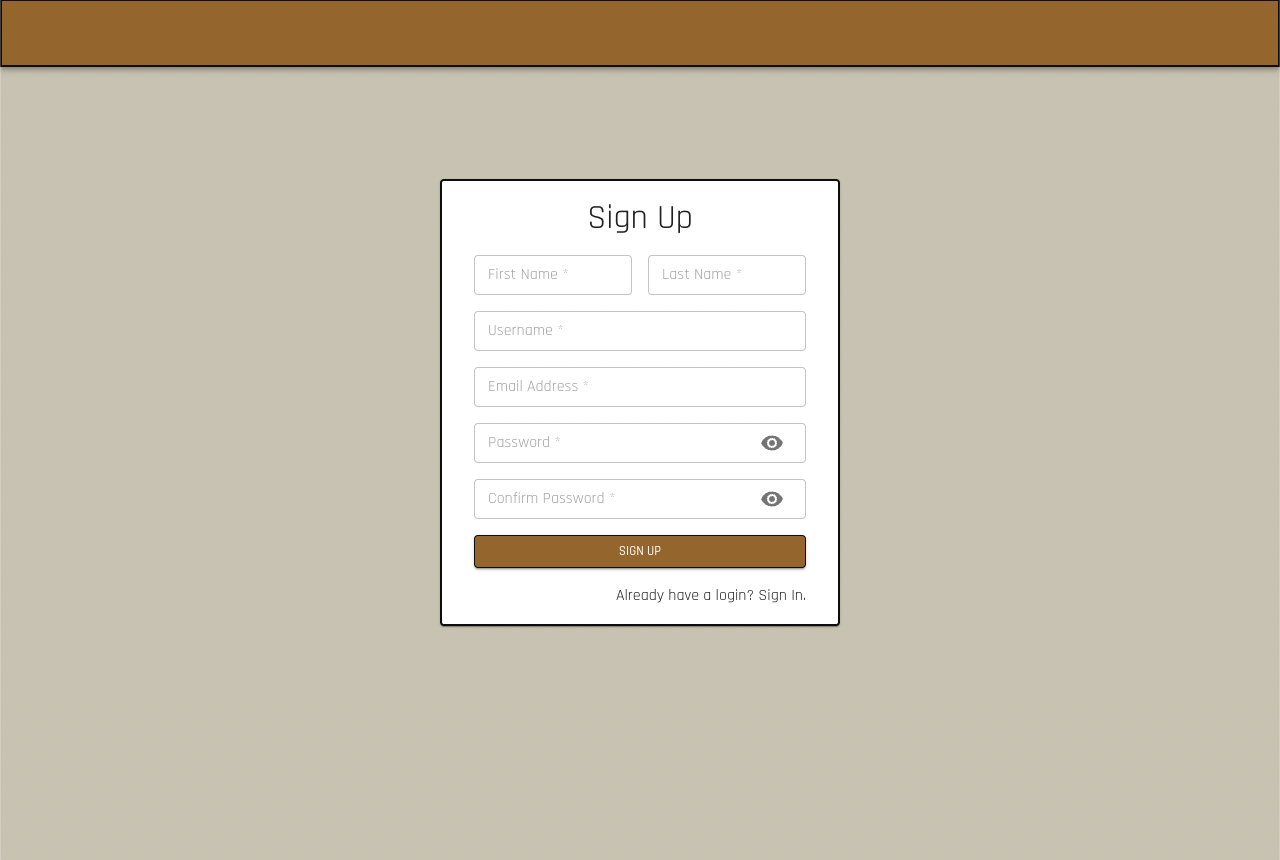 Sign Up
First Name * Last Name *
Username *
Email Address *
Password *
Confirm Password *
SIGN UP
Already have a login? Sign In.